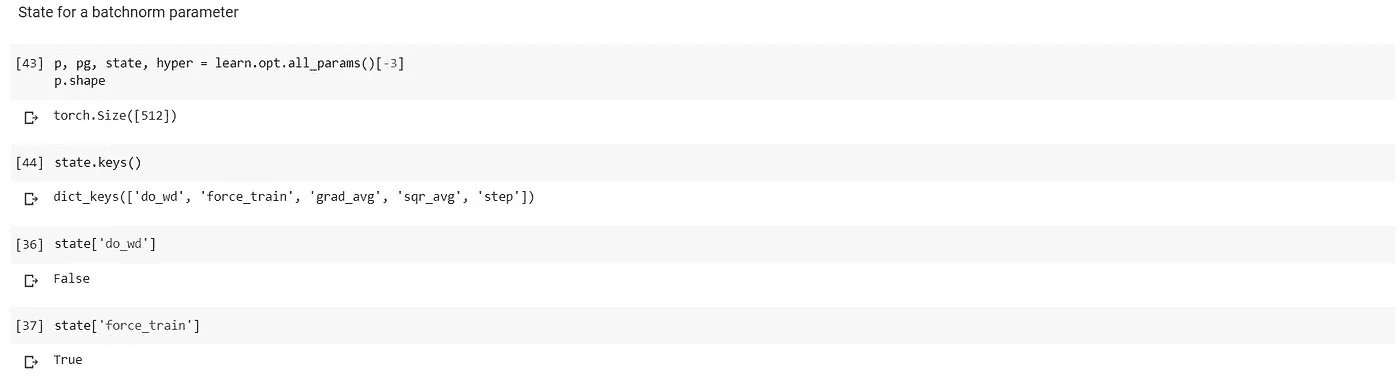 State for a batchnorm parameter
[43] p, pg, state, hyper = learn.opt.all_params()[-3]
p.shape
torch.Size([512])
[44] state.keys()
dict_keys(['do_wd', 'force_train', 'grad_avg', 'sqr_avg', 'step'])
[36] state['do_wd']
False
[37] state['force_train']
True